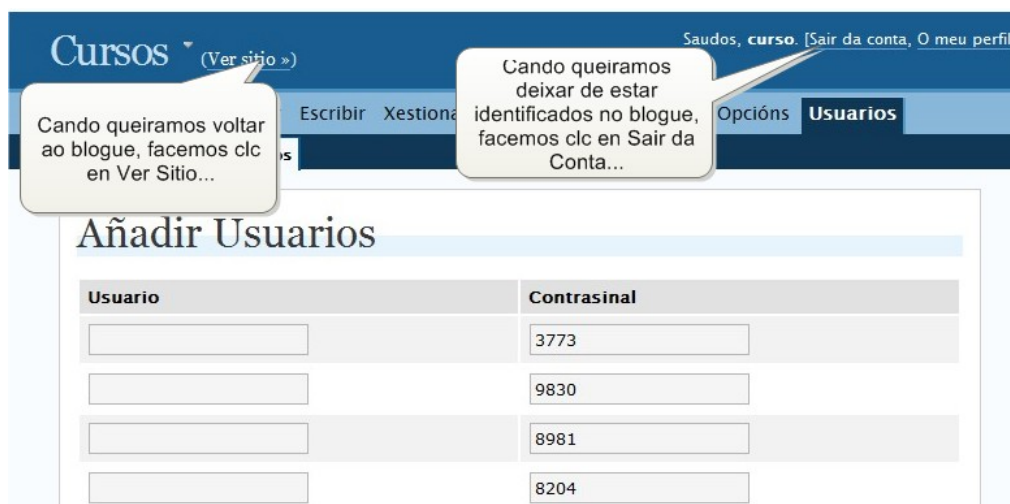 Cursos (Ver sitio »)
Saudos, curso. [Sair da conta, O meu perfil
Cando queiramos voltar
ao blogue, facemos clc
en Ver Sitio...
Cando queiramos
deixar de estar
identificados no blogue,
facemos clc en Sair da
Conta...
Escribir Opcións Usuarios
Añadir Usuarios
Usuario Contrasinal
3773
9830
8981
8204